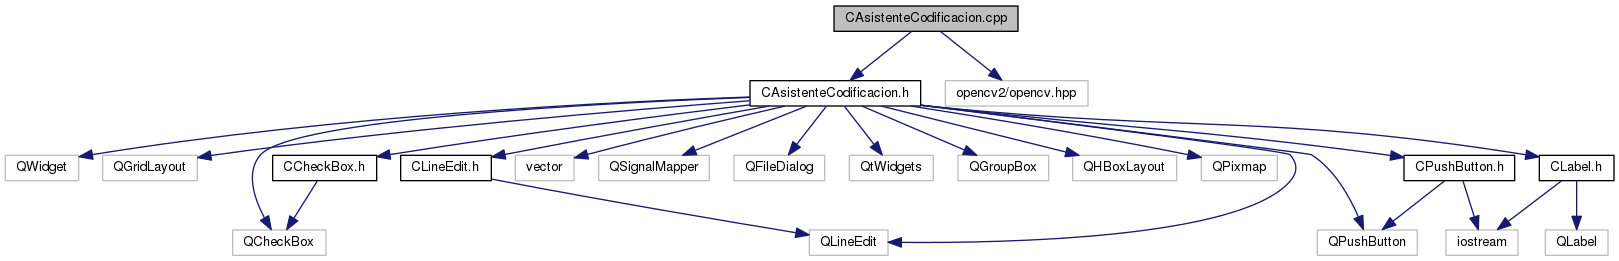 CAsistenteCodificacion.cpp
CAsistenteCodificacion.h
opencv2/opencv.hpp
QWidget
QGridLayout
CCheckBox.h
CLineEdit.h
vector
QSignalMapper
QFileDialog
QtWidgets
QGroupBox
QHBoxLayout
QPixmap
CPushButton.h
CLabel.h
QCheckBox
QLineEdit
QPushButton
iostream
QLabel